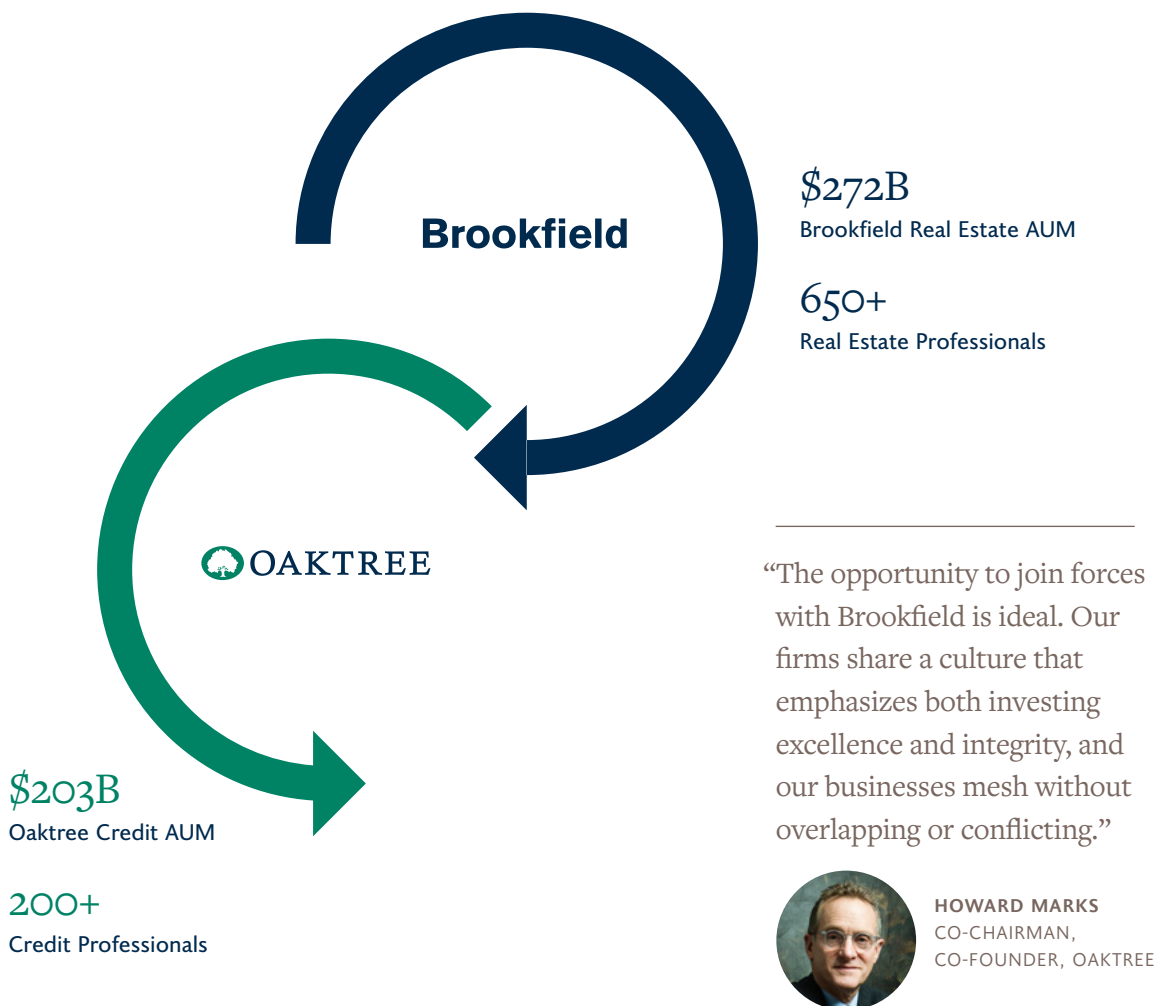 Brookfield
$272B
Brookfield Real Estate AUM
650+
Real Estate Professionals
OAKTREE
$203B
Oaktree Credit AUM
200+
Credit Professionals
“The opportunity to join forces
with Brookfield is ideal. Our
firms share a culture that
emphasizes both investing
excellence and integrity, and
our businesses mesh without
overlapping or conflicting.”
HOWARD MARKS
CO-CHAIRMAN,
CO-FOUNDER, OAKTREE